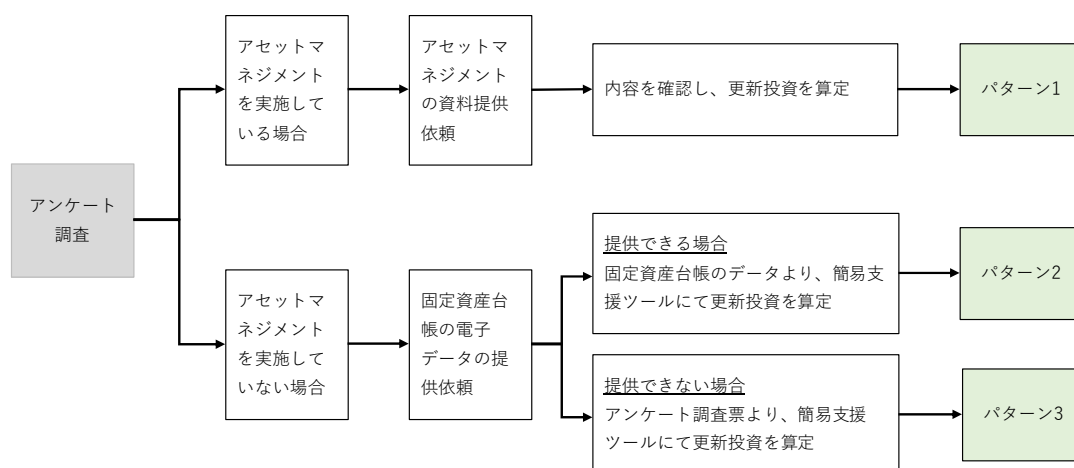 アンケート
調査
アセットマ
ネジメント
を実施して
いる場合
アセットマ
ネジメント
の資料提供
依頼
内容を確認し、更新投資を算定
パターン1
アセットマ
ネジメント
を実施して
いない場合
固定資産台
帳の電子
データの提
供依頼
提供できる場合
固定資産台帳のデータより、簡易支
援ツールにて更新投資を算定
パターン2
提供できない場合
アンケート調査票より、簡易支援
ツールにて更新投資を算定
パターン3